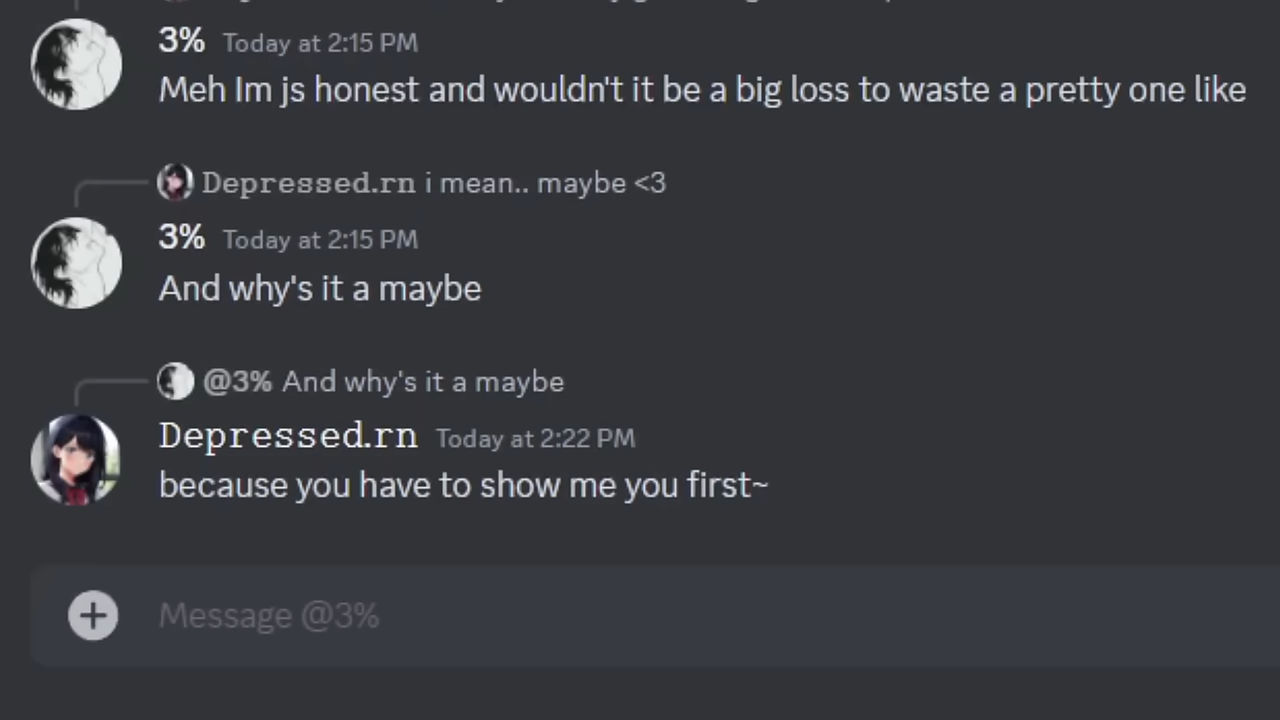 3% Today at 2:15 PM
Meh Im js honest and wouldn't it be a big loss to waste a pretty one like
Depressed.rn i mean.. maybe <3
3% Today at 2:15 PM
And why's it a maybe
@3% And why's it a maybe
Depressed.rn Today at 2:22 PM
because you have to show me you first~
Message @3%